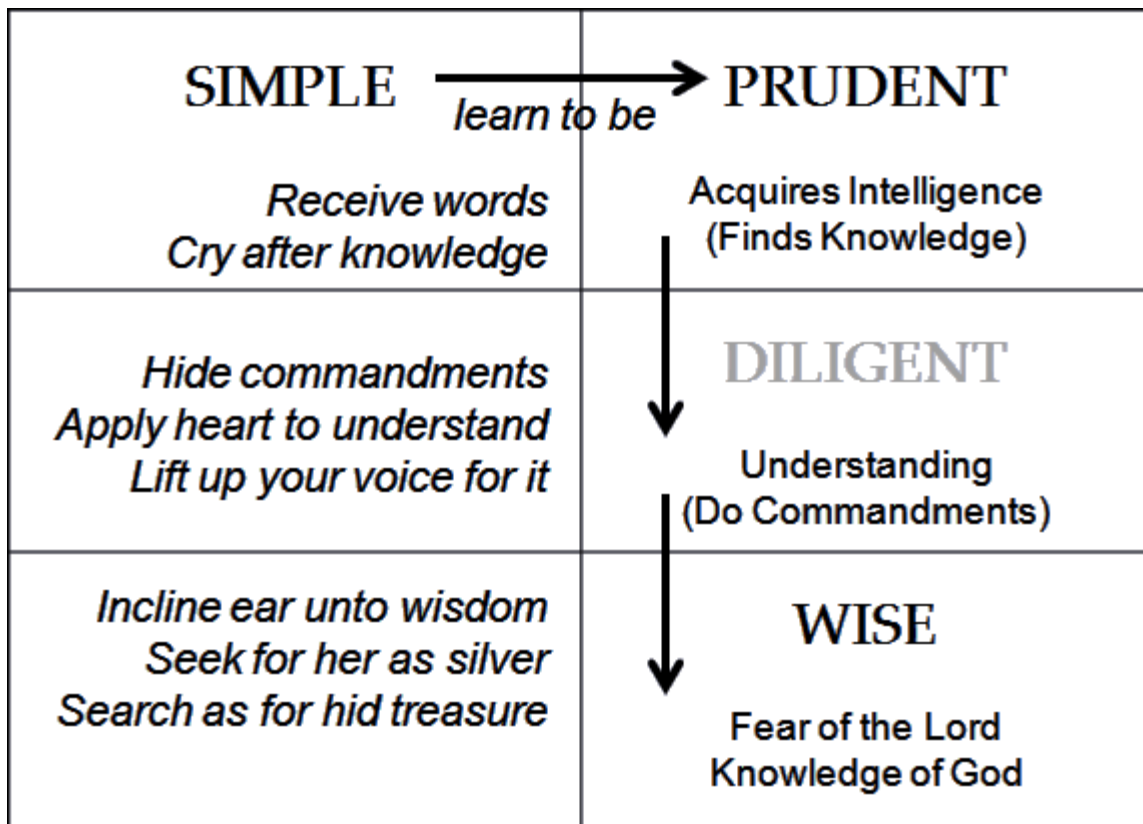 SIMPLE
learn to be
PRUDENT
Receive words
Cry after knowledge
Acquires Intelligence
(Finds Knowledge)
Hide commandments
Apply heart to understand
Lift up your voice for it
DILIGENT
Understanding
(Do Commandments)
Incline ear unto wisdom
Seek for her as silver
Search as for hid treasure
WISE
Fear of the Lord
Knowledge of God